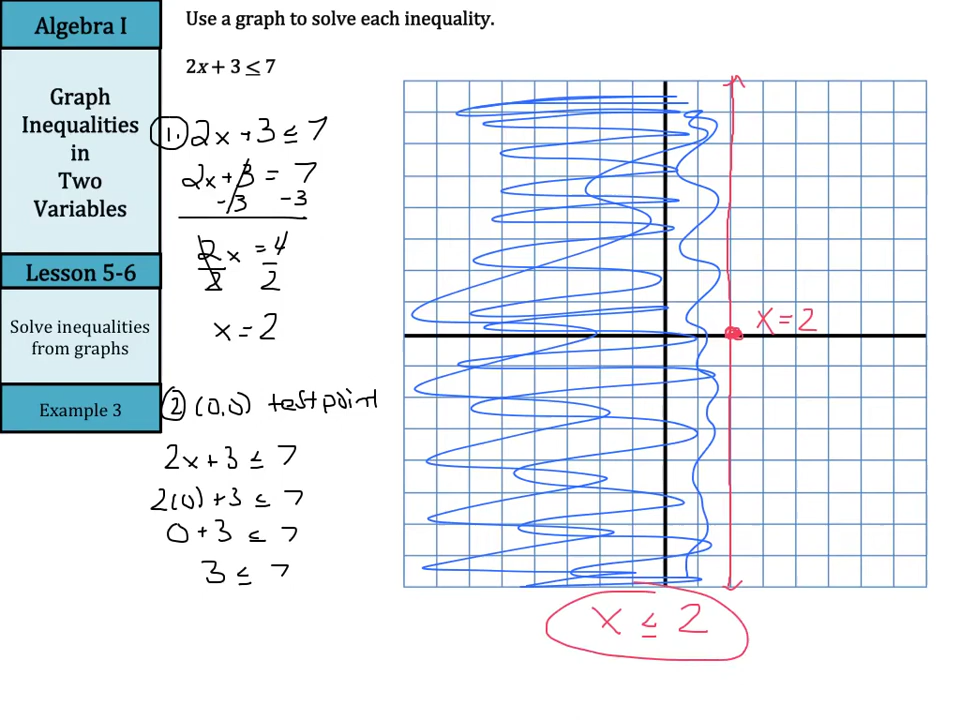 Algebra I
Graph
Inequalities
in
Two
Variables
Lesson 5-6
Solve inequalities
from graphs
Example 3
Use a graph to solve each inequality.
2x + 3 ≤ 7
1. 2x + 3 ≤ 7
2x + 3 = 7
-3 -3
2x = 4
2 2
x = 2
2 (0,0) test point
2x + 3 ≤ 7
2(0) + 3 ≤ 7
0 + 3 ≤ 7
3 ≤ 7
x = 2
x ≤ 2